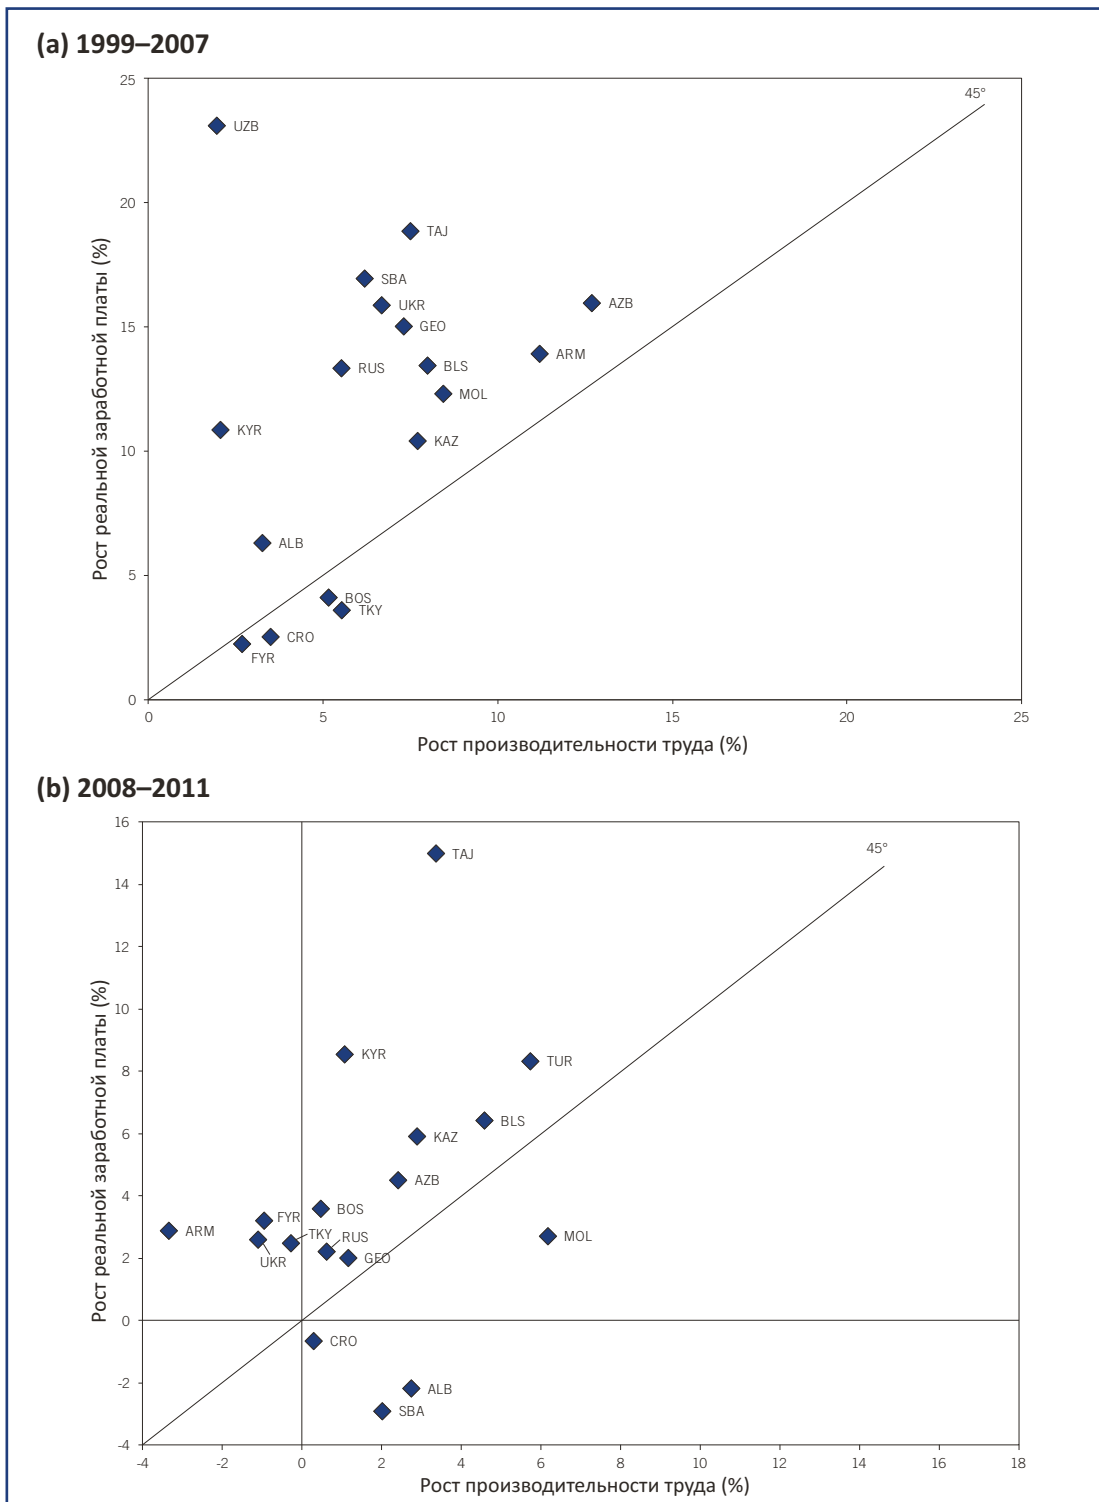 (a) 1999–2007
25
45°
UZB
20
TAJ
SBA
UKR
AZB
GEO
15
ARM
RUS
BLS
MOL
KYR
KAZ
10
ALB
5
BOS
TKY
CRO
FYR
0
0
5
10
15
20
25
Рост реальной заработной платы (%)
Рост производительности труда (%)
(b) 2008–2011
16
45°
TAJ
14
12
10
KYR
TUR
8
BLS
6
KAZ
AZB
4
BOS
FYR
ARM
TKY
RUS
MOL
UKR
GEO
2
0
CRO
ALB
-2
SBA
-4
-4
-2
0
2
4
6
8
10
12
14
16
18
Рост реальной заработной платы (%)
Рост производительности труда (%)